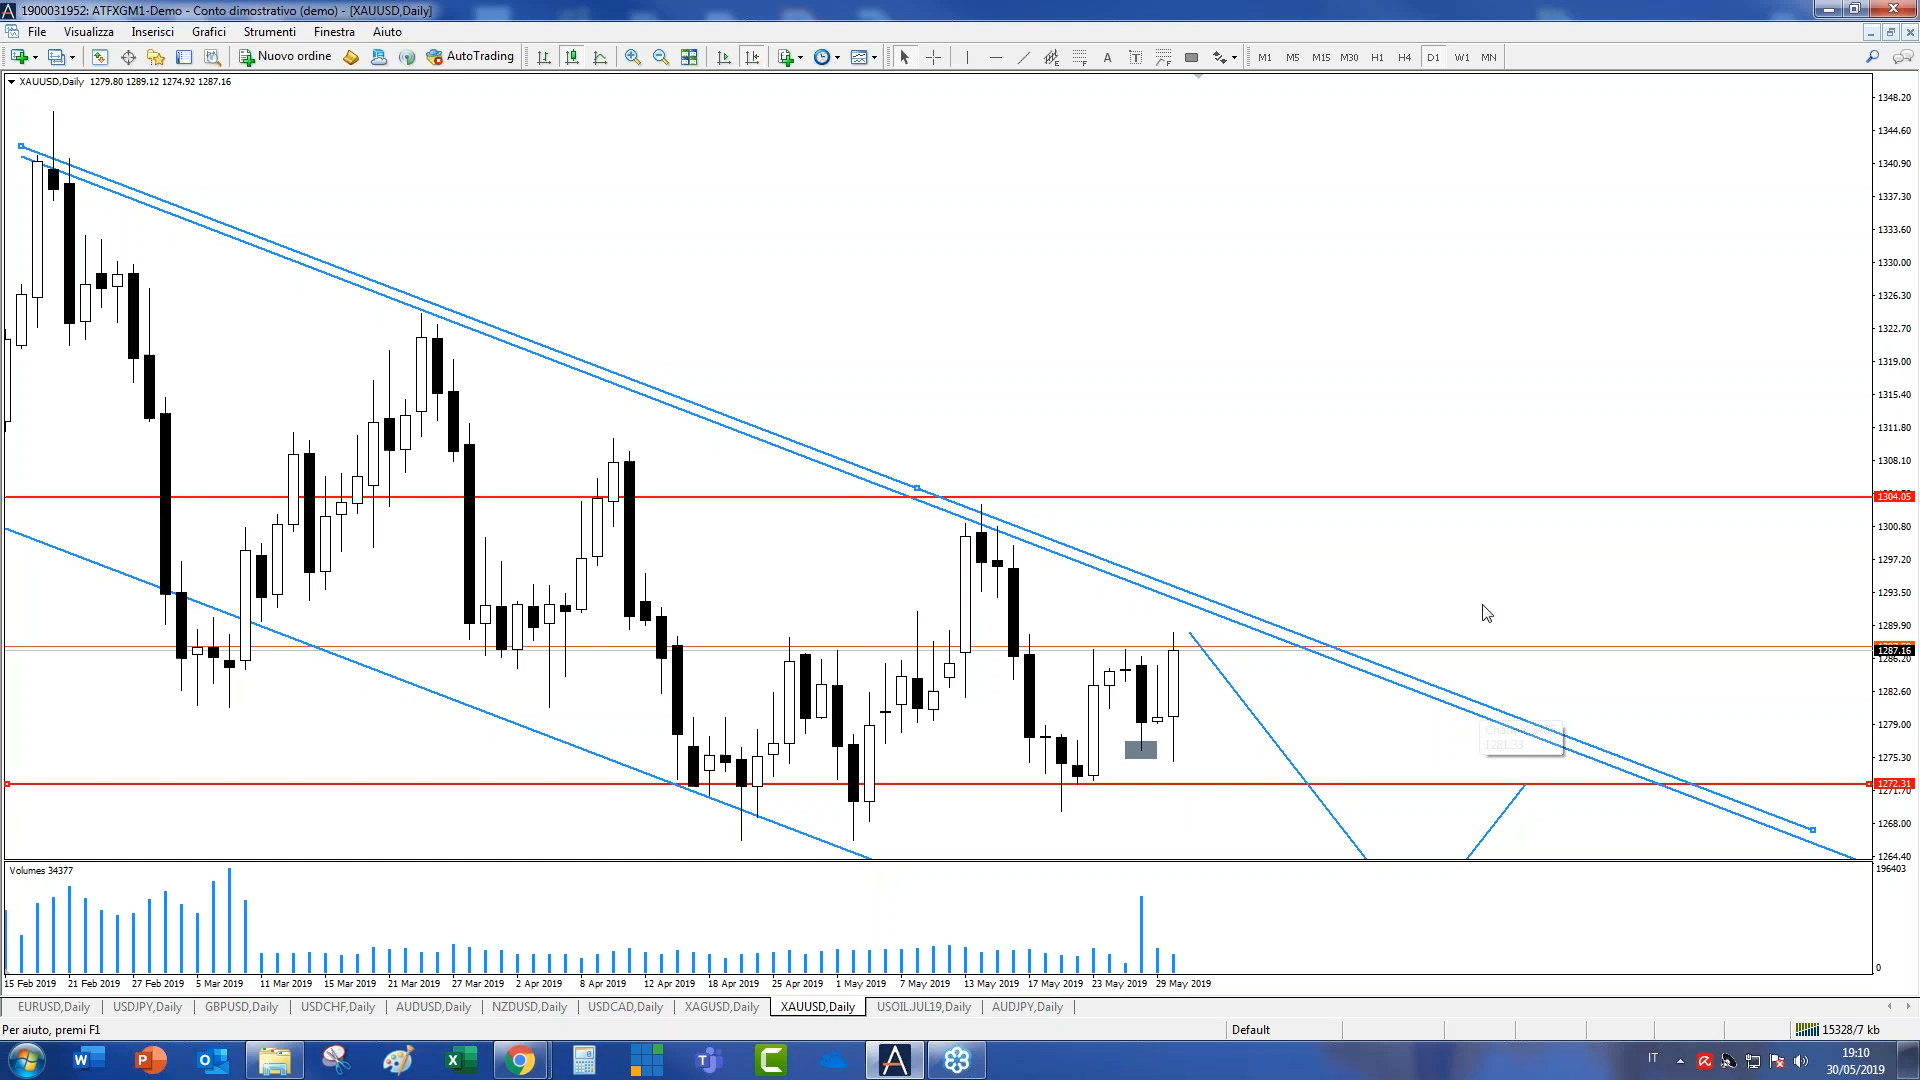 1900031952: ATFXGM1-Demo - Conto dimostrativo (demo) - [XAUUSD,Daily]
File Visualizza Inserisci Grafici Strumenti Finestra Aiuto
Nuovo ordine AutoTrading A T M1 M5 M15 M30 H1 H4 D1 W1 MN
XAUUSD,Daily 1279.80 1289.12 1274.92 1287.16
1348.20
1344.60
1340.90
1337.30
1333.60
1330.00
1326.30
1322.70
1319.00
1315.40
1311.80
1308.10
1304.05
1300.80
1297.20
1293.50
1289.90
1287.16
1286.20
1282.60
1279.00
1281.33
1275.30
1272.31
1271.70
1268.00
1264.40
Volumes 34377
196403
0
15 Feb 2019 21 Feb 2019 27 Feb 2019 5 Mar 2019 11 Mar 2019 15 Mar 2019 21 Mar 2019 27 Mar 2019 2 Apr 2019 8 Apr 2019 12 Apr 2019 18 Apr 2019 25 Apr 2019 1 May 2019 7 May 2019 13 May 2019 17 May 2019 23 May 2019 29 May 2019
EURUSD,Daily USDJPY,Daily GBPUSD,Daily USDCHF,Daily AUDUSD,Daily NZDUSD,Daily USDCAD,Daily XAGUSD,Daily XAUUSD,Daily USOIL.JUL19,Daily AUDJPY,Daily
Per aiuto, premi F1
Default
15328/7 kb
IT
19:10
30/05/2019